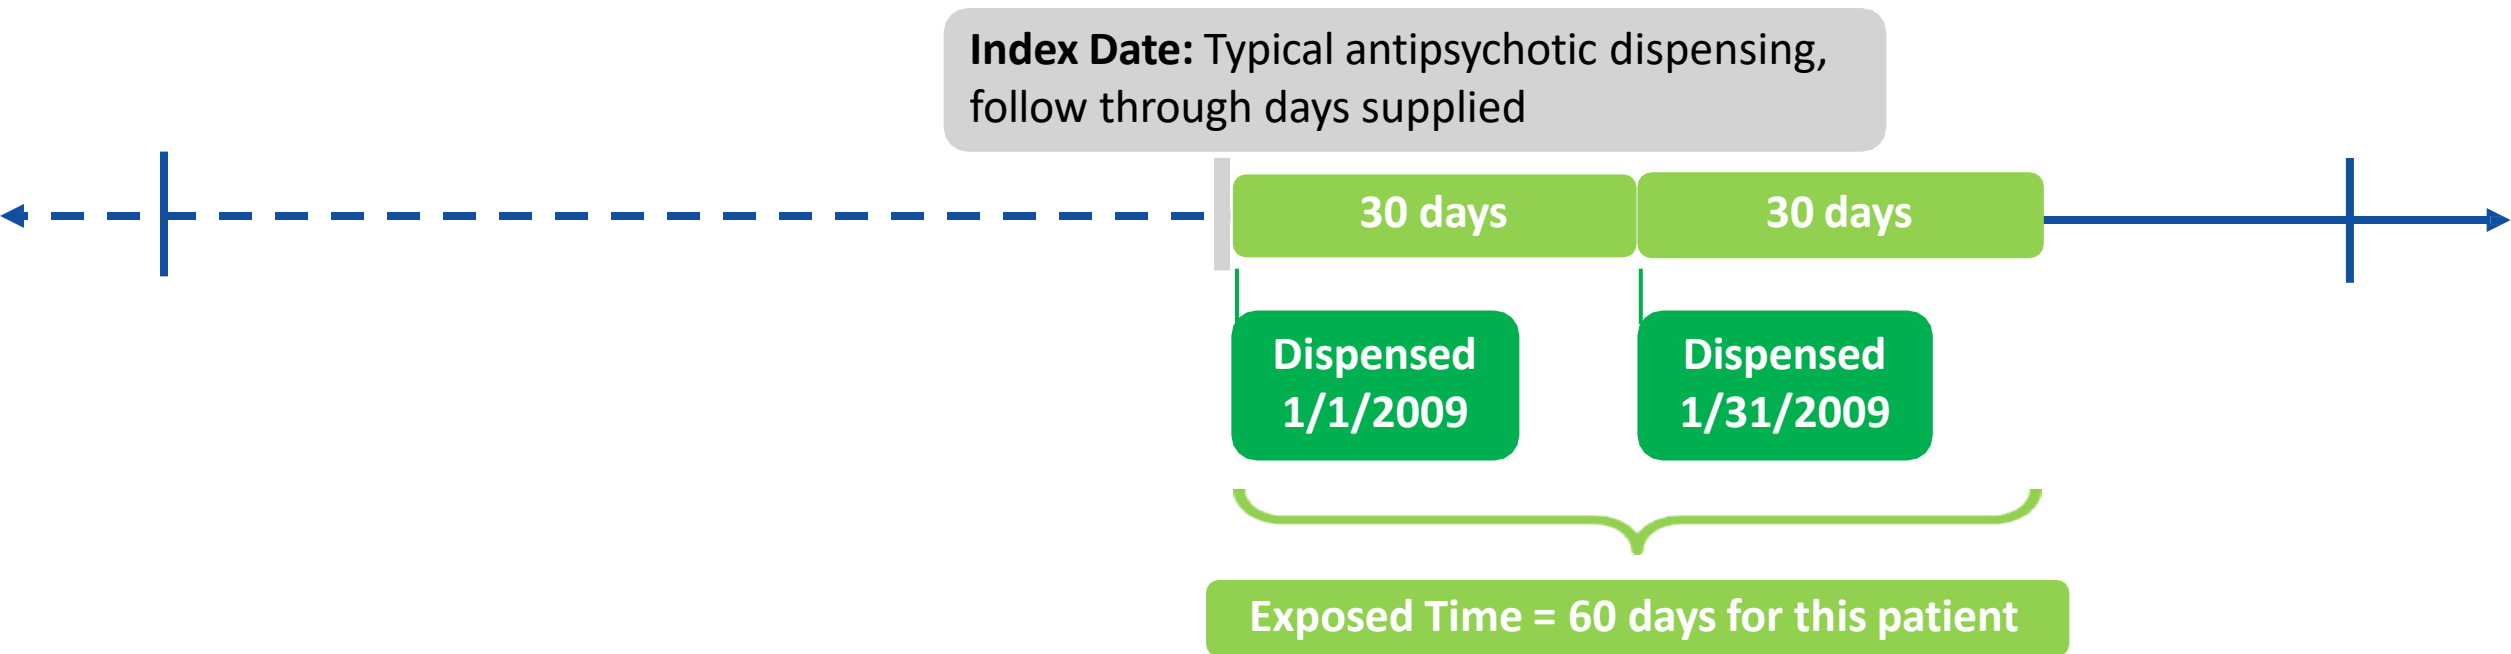 Index Date: Typical antipsychotic dispensing,
follow through days supplied
30 days
30 days
Dispensed
1/1/2009
Dispensed
1/31/2009
Exposed Time = 60 days for this patient